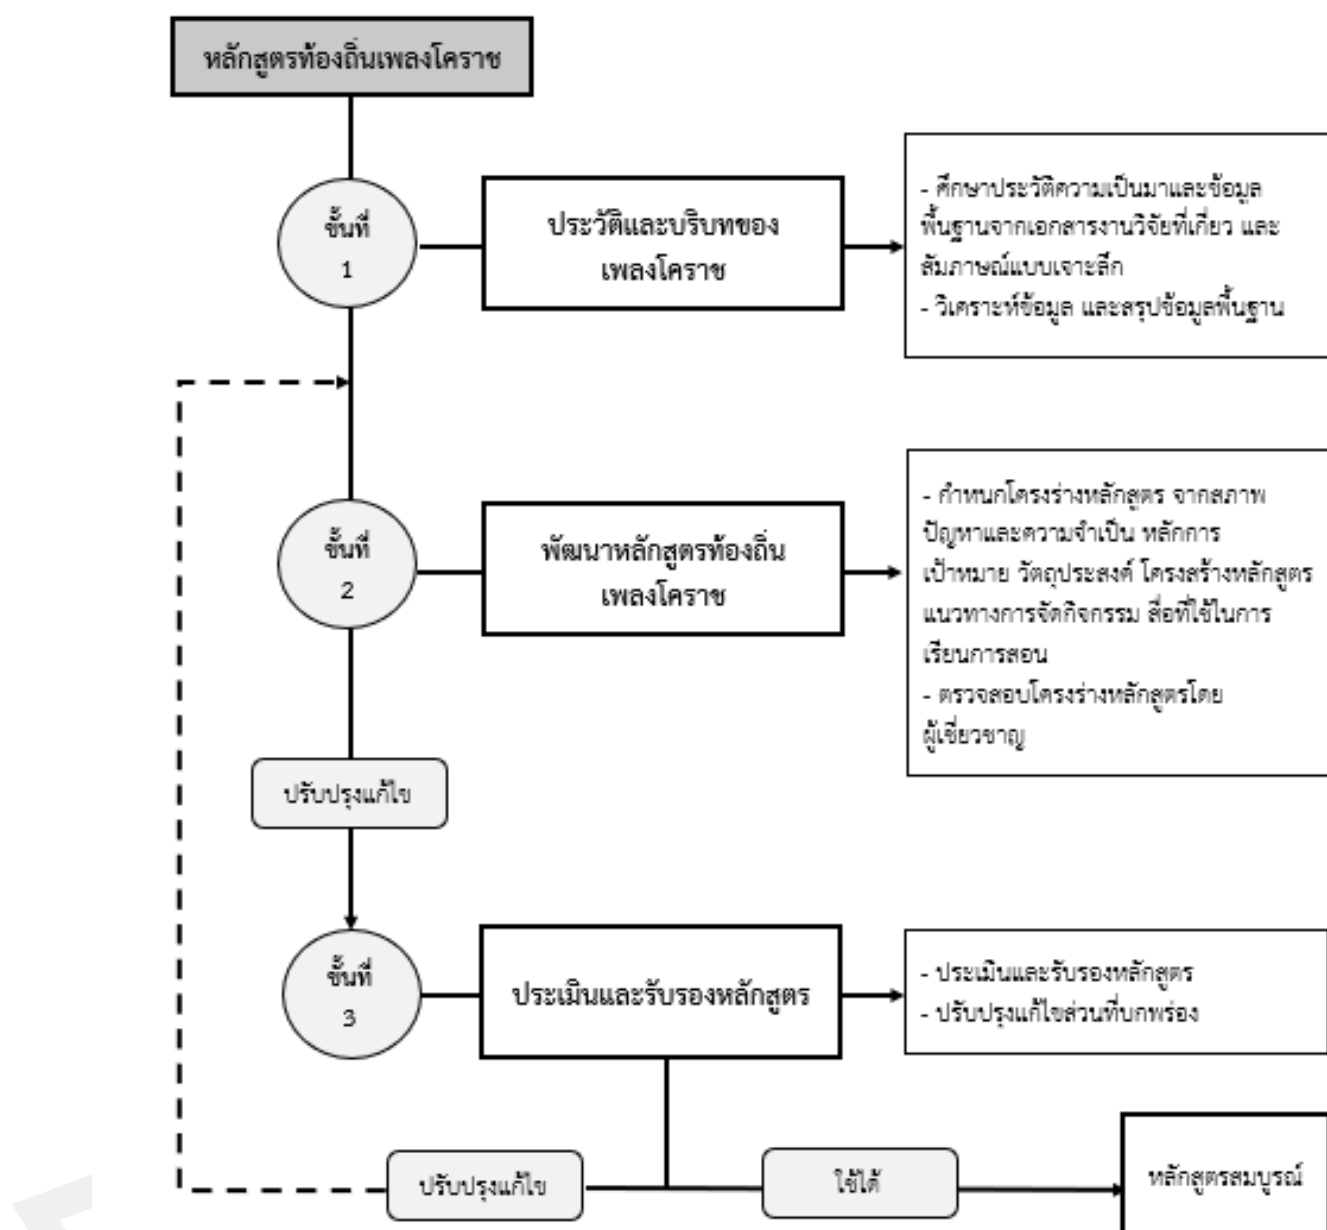 หลักสูตรท้องถิ่นเพลงโคราช
ขั้นที่
1
ประวัติและบริบทของ
เพลงโคราช
- ศึกษาประวัติความเป็นมาและข้อมูล
พื้นฐานจากเอกสารงานวิจัยที่เกี่ยว และ
สัมภาษณ์แบบเจาะลึก
- วิเคราะห์ข้อมูล และสรุปข้อมูลพื้นฐาน
ขั้นที่
2
พัฒนาหลักสูตรท้องถิ่น
เพลงโคราช
- กำหนกโครงร่างหลักสูตร จากสภาพ
ปัญหาและความจำเป็น หลักการ
เป้าหมาย วัตถุประสงค์ โครงสร้างหลักสูตร
แนวทางการจัดกิจกรรม สื่อที่ใช้ในการ
เรียนการสอน
- ตรวจสอบโครงร่างหลักสูตรโดย
ผู้เชี่ยวชาญ
ปรับปรุงแก้ไข
ขั้นที่
3
ประเมินและรับรองหลักสูตร
- ประเมินและรับรองหลักสูตร
- ปรับปรุงแก้ไขส่วนที่บกพร่อง
ปรับปรุงแก้ไข
ใช้ได้
หลักสูตรสมบูรณ์